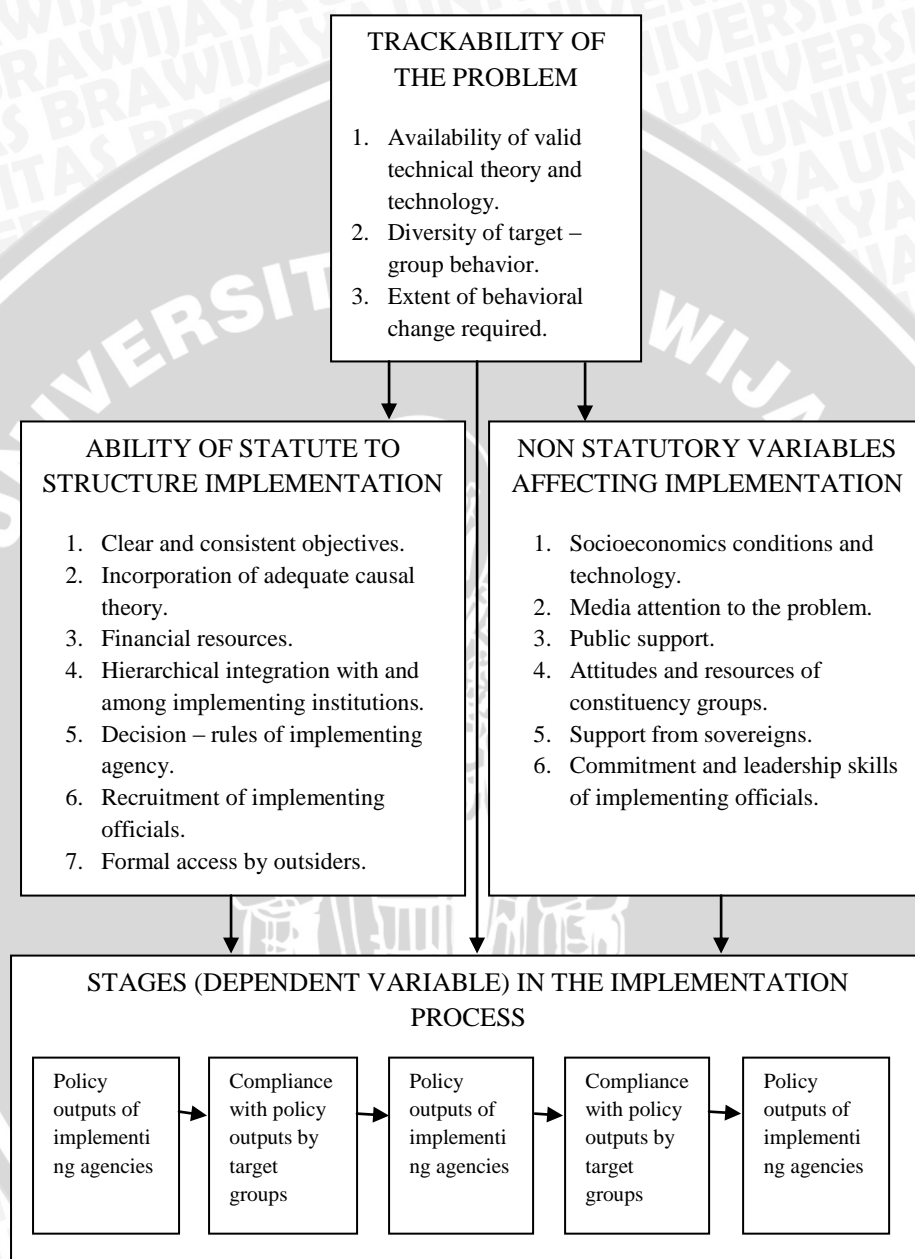 TRACKABILITY OF
THE PROBLEM
1. Availability of valid
technical theory and
technology.
2. Diversity of target –
group behavior.
3. Extent of behavioral
change required.
ABILITY OF STATUTE TO
STRUCTURE IMPLEMENTATION
1. Clear and consistent objectives.
2. Incorporation of adequate causal
theory.
3. Financial resources.
4. Hierarchical integration with and
among implementing institutions.
5. Decision – rules of implementing
agency.
6. Recruitment of implementing
officials.
7. Formal access by outsiders.
NON STATUTORY VARIABLES
AFFECTING IMPLEMENTATION
1. Socioeconomics conditions and
technology.
2. Media attention to the problem.
3. Public support.
4. Attitudes and resources of
constituency groups.
5. Support from sovereigns.
6. Commitment and leadership skills
of implementing officials.
STAGES (DEPENDENT VARIABLE) IN THE IMPLEMENTATION
PROCESS
Policy
outputs of
implementi
ng agencies
Compliance
with policy
outputs by
target
groups
Policy
outputs of
implementi
ng agencies
Compliance
with policy
outputs by
target
groups
Policy
outputs of
implementi
ng agencies